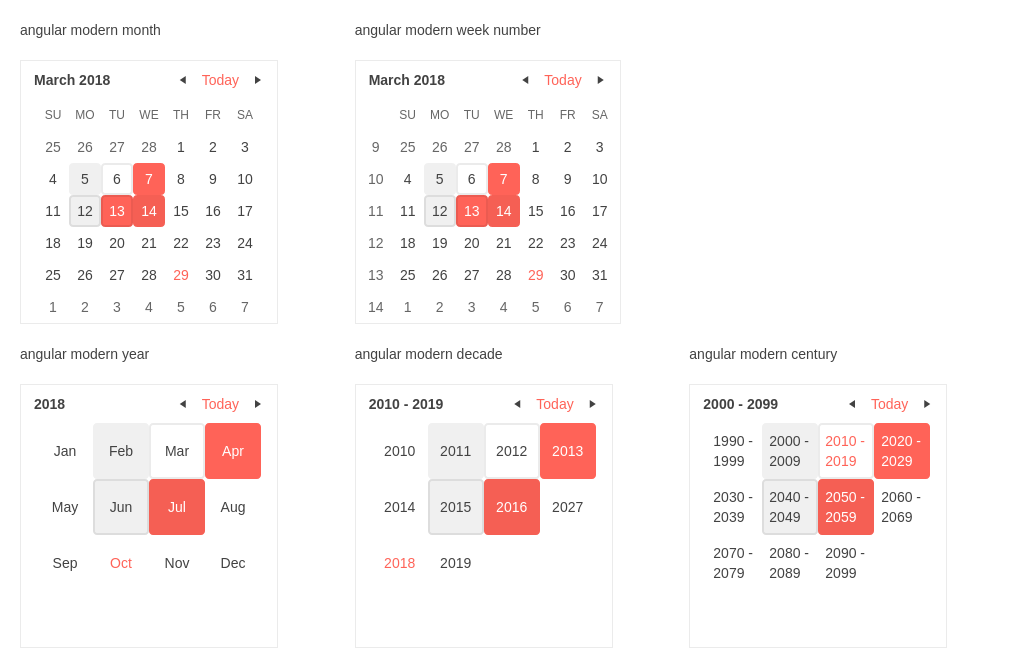 angular modern month
March 2018 Today
SU MO TU WE TH FR SA
25 26 27 28 1 2 3
4 5 6 7 8 9 10
11 12 13 14 15 16 17
18 19 20 21 22 23 24
25 26 27 28 29 30 31
1 2 3 4 5 6 7
angular modern week number
March 2018 Today
SU MO TU WE TH FR SA
9 25 26 27 28 1 2 3
10 4 5 6 7 8 9 10
11 11 12 13 14 15 16 17
12 18 19 20 21 22 23 24
13 25 26 27 28 29 30 31
14 1 2 3 4 5 6 7
angular modern year
2018 Today
Jan Feb Mar Apr
May Jun Jul Aug
Sep Oct Nov Dec
angular modern decade
2010 - 2019 Today
2010 2011 2012 2013
2014 2015 2016 2027
2018 2019
angular modern century
2000 - 2099 Today
1990 - 2000 - 2010 - 2020 -
1999 2009 2019 2029
2030 - 2040 - 2050 - 2060 -
2039 2049 2059 2069
2070 - 2080 - 2090 -
2079 2089 2099